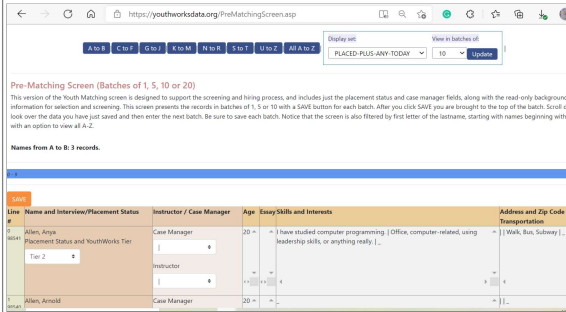 https://youthworksdata.org/PreMatchingScreen.asp
A to B C to F G to J K to M N to R S to T U to Z All A to Z
Display set: View in batches of:
PLACED-PLUS-ANY-TODAY 10 Update
Pre-Matching Screen (Batches of 1, 5, 10 or 20)
This version of the Youth Matching screen is designed to support the screening and hiring process, and includes just the placement status and case manager fields, along with the read-only background
information for selection and screening. This screen presents the records in batches of 1, 5 or 10 with a SAVE button for each batch. After you click SAVE you are brought to the top of the batch. Scroll
look over the data you have just saved and then enter the next batch. Be sure to save each batch. Notice that the screen is also filtered by first letter of the lastname, starting with names beginning with
with an option to view all A-Z.
Names from A to B: 3 records.
SAVE
Line # Name and Interview/Placement Status Instructor / Case Manager Age Essay Skills and Interests Address and Zip Code
Transportation
0 Allen, Anya Case Manager 20 I have studied computer programming. | Office, computer-related, using | | Walk, Bus, Subway | _
Placement Status and YouthWorks Tier | leadership skills, or anything really. | _
Tier 2
Instructor
|
1 Allen, Arnold Case Manager 20 _ | | _